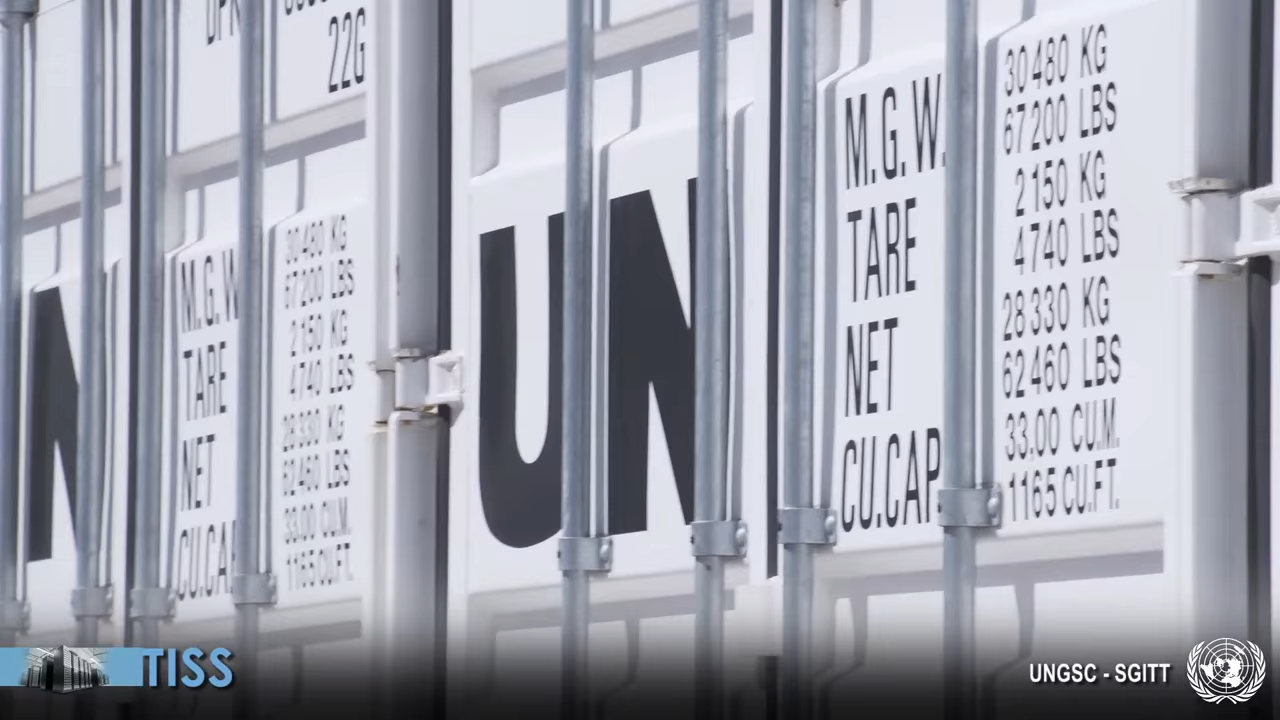 22G
M.G.W
TARE
NET
CU.CA
30480 KG
67200 LBS
2150 KG
4740 LBS
28330 KG
62460 LBS
33.00 CU.M.
1165 CU.FT.
UN
M.G.W.
TARE
NET
CU.CAP
30480 KG
67200 LBS
2150 KG
4740 LBS
28330 KG
62460 LBS
33.00 CU.M.
1165 CU.FT.
N
TISS
UNGSC - SGITT